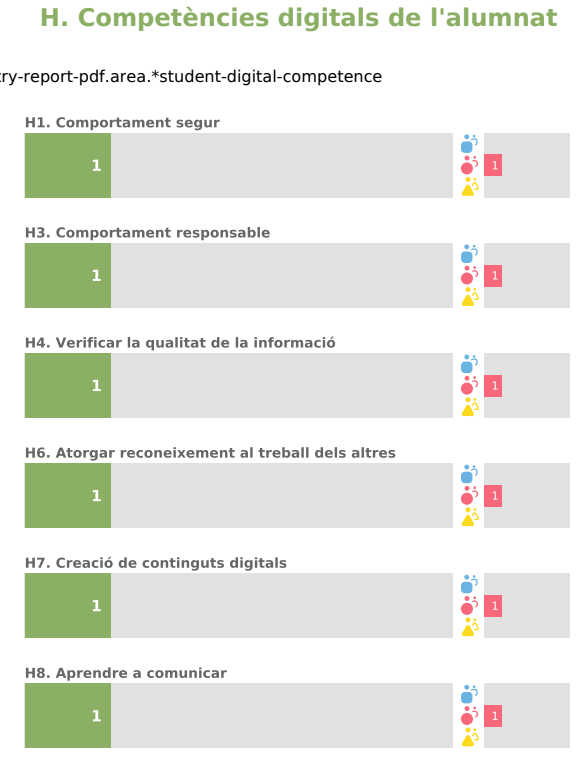 H. Competències digitals de l'alumnat
try-report-pdf.area.*student-digital-competence
H1. Comportament segur
1 1
H3. Comportament responsable
1 1
H4. Verificar la qualitat de la informació
1 1
H6. Atorgar reconeixement al treball dels altres
1 1
H7. Creació de continguts digitals
1 1
H8. Aprendre a comunicar
1 1